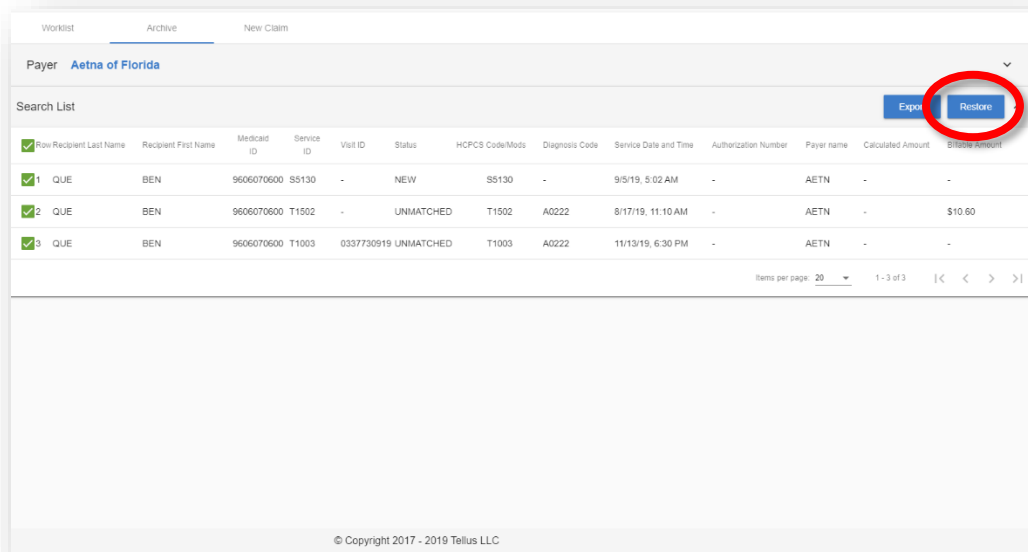 Worklist Archive New Claim
Payer Aetna of Florida
Search List Export Restore
Row Recipient Last Name Recipient First Name Medicaid ID Service ID Visit ID Status HCPCS Code/Mods Diagnosis Code Service Date and Time Authorization Number Payer name Calculated Amount Billable Amount
1 QUE BEN 9606070600 S5130 - NEW S5130 - 9/5/19, 5:02 AM - AETN - -
2 QUE BEN 9606070600 T1502 - UNMATCHED T1502 A0222 8/17/19, 11:10 AM - AETN - $10.60
3 QUE BEN 9606070600 T1003 0337730919 UNMATCHED T1003 A0222 11/13/19, 6:30 PM - AETN - -
Items per page: 20 1 - 3 of 3
© Copyright 2017 - 2019 Tellus LLC